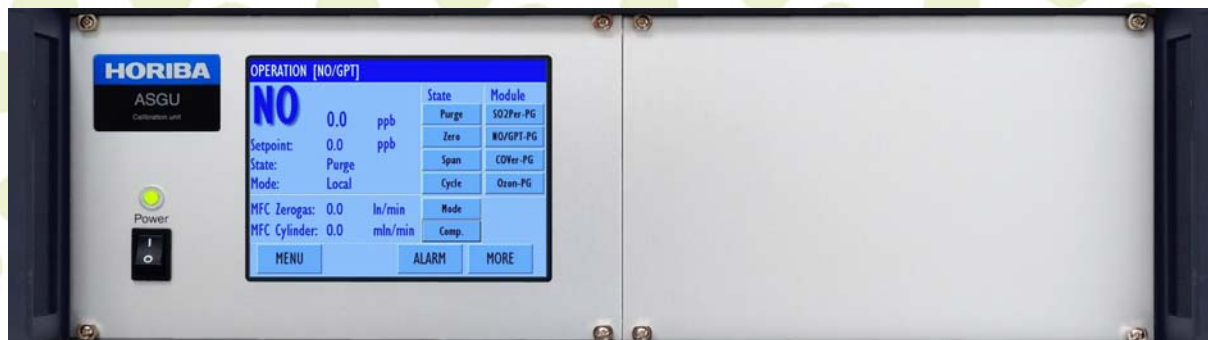 HORIBA
ASGU
Calibration unit
Power
I
O
OPERATION [NO/GPT]
NO 0.0 ppb
Setpoint: 0.0 ppb
State: Purge
Mode: Local
MFC Zerogas: 0.0 ln/min
MFC Cylinder: 0.0 mln/min
State Module
Purge SO2Per-PG
Zero NO/GPT-PG
Span COVer-PG
Cycle Ozon-PG
Mode
Comp.
MENU ALARM MORE